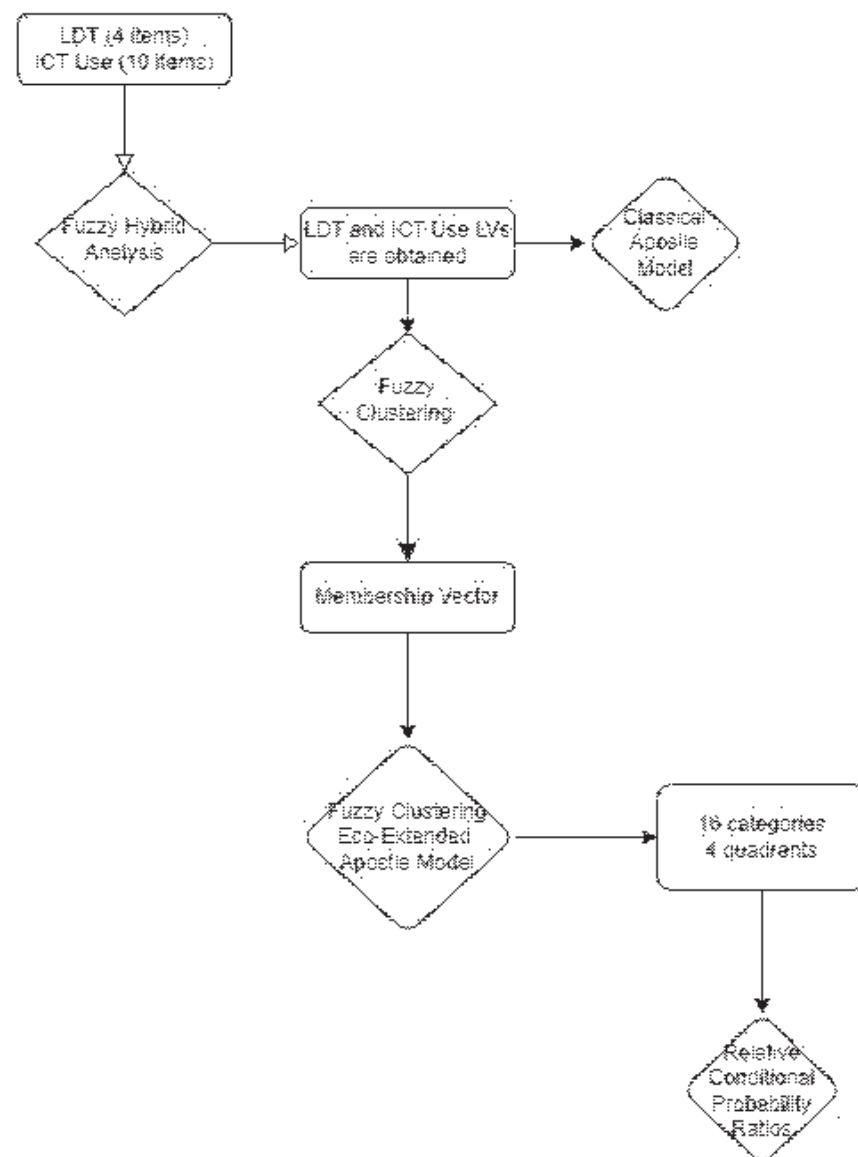 LDT (4 items)
ICT Use (10 items)
Fuzzy Hybrid
Analysis
LDT and ICT Use LVs
are obtained
Classical
Apostle
Model
Fuzzy
Clustering
Membership Vector
Fuzzy Clustering
Eco-Extended
Apostle Model
16 categories
4 quadrants
Relative
Conditional
Probability
Ratios